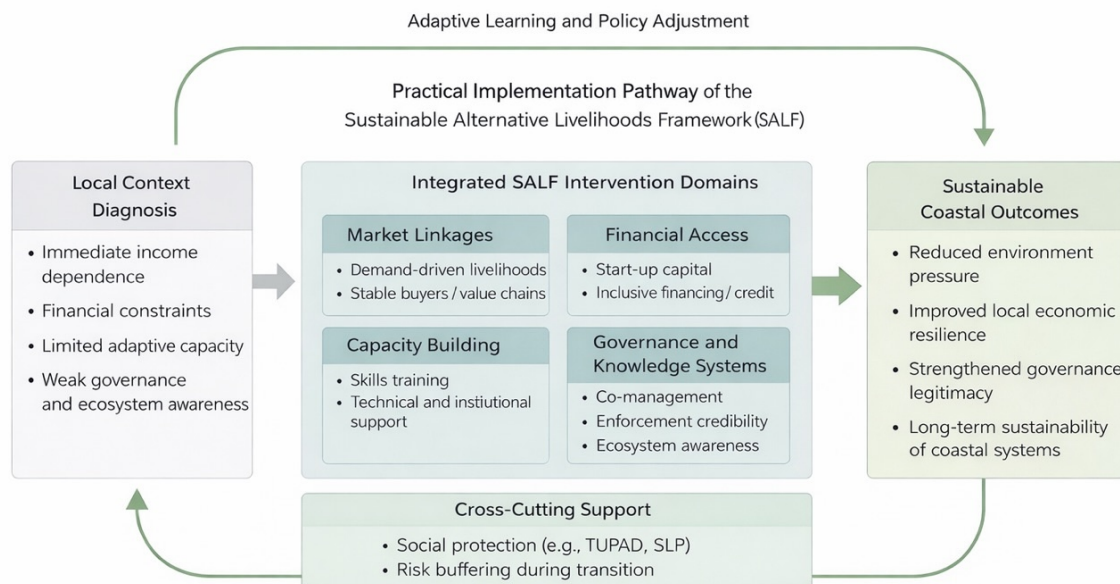 Adaptive Learning and Policy Adjustment
Practical Implementation Pathway of the
Sustainable Alternative Livelihoods Framework (SALF)
Local Context
Diagnosis
• Immediate income
dependence
• Financial constraints
• Limited adaptive capacity
• Weak governance
and ecosystem awareness
Integrated SALF Intervention Domains
Market Linkages
• Demand-driven livelihoods
• Stable buyers / value chains
Financial Access
• Start-up capital
• Inclusive financing / credit
Capacity Building
• Skills training
• Technical and instiutional
support
Governance and
Knowledge Systems
• Co-management
• Enforcement credibility
• Ecosystem awareness
Sustainable
Coastal Outcomes
• Reduced environment
pressure
• Improved local economic
resilience
• Strengthened governance
legitimacy
• Long-term sustainability
of coastal systems
Cross-Cutting Support
• Social protection (e.g., TUPAD, SLP)
• Risk buffering during transition